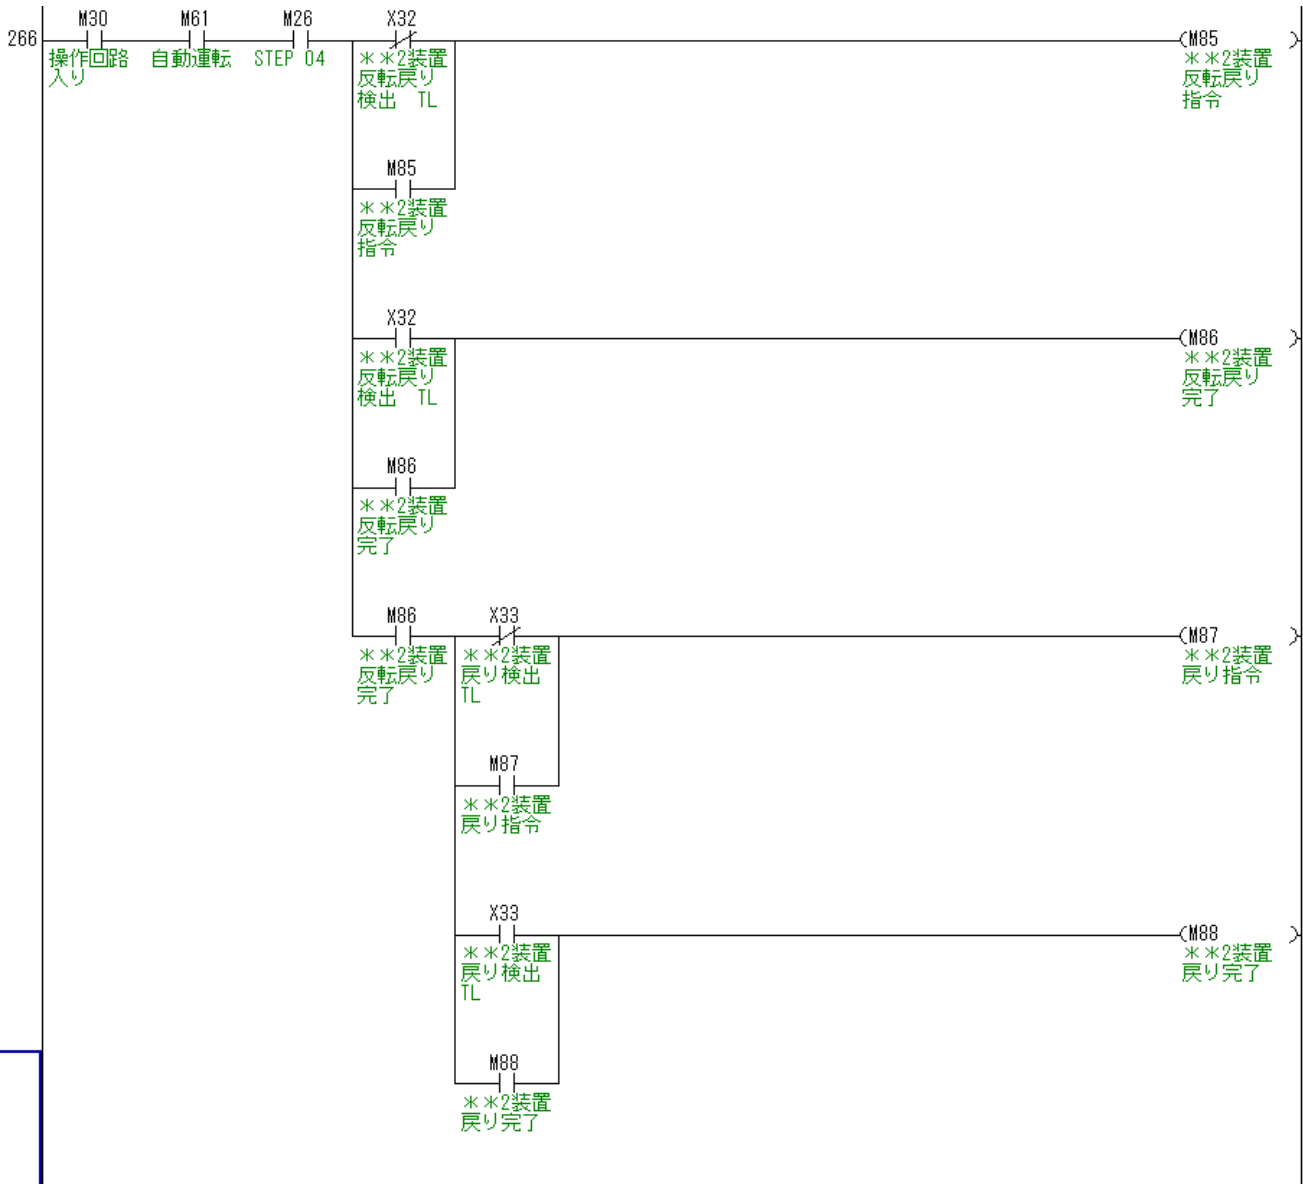 M30 M61 M26 X32
266 (M85 )
操作回路 自動運転 STEP 04 ＊＊2装置 ＊＊2装置
入り 反転戻り 反転戻り
検出 TL 指令
M85
＊＊2装置
反転戻り
指令
X32
(M86 )
＊＊2装置 ＊＊2装置
反転戻り 反転戻り
検出 TL 完了
M86
＊＊2装置
反転戻り
完了
M86 X33
(M87 )
＊＊2装置 ＊＊2装置 ＊＊2装置
反転戻り 戻り検出 戻り指令
完了 TL
M87
＊＊2装置
戻り指令
X33
(M88 )
＊＊2装置 ＊＊2装置
戻り検出 戻り完了
TL
M88
＊＊2装置
戻り完了